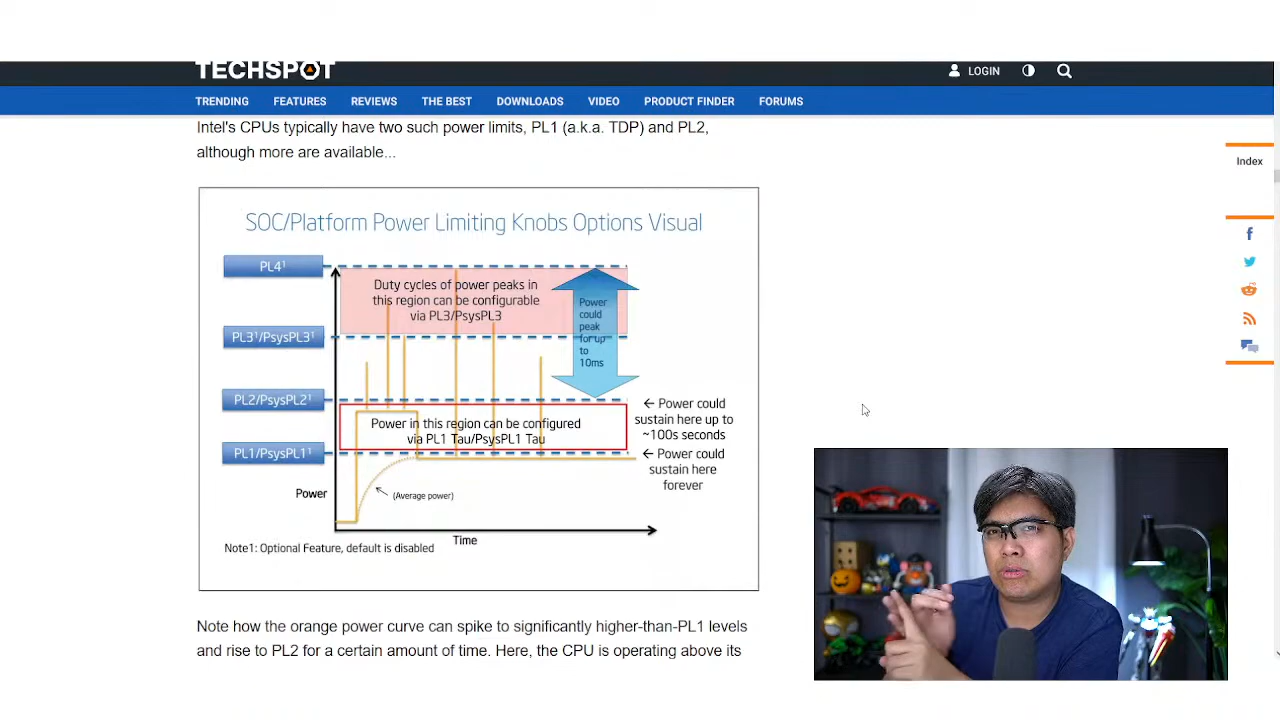 TECHSPOT
LOGIN
TRENDING FEATURES REVIEWS THE BEST DOWNLOADS VIDEO PRODUCT FINDER FORUMS
Intel's CPUs typically have two such power limits, PL1 (a.k.a. TDP) and PL2,
although more are available...
Index
SOC/Platform Power Limiting Knobs Options Visual
PL4¹
Duty cycles of power peaks in
this region can be configurable
via PL3/PsysPL3
Power
could
peak
for up
to
10ms
PL3¹/PsysPL3¹
PL2/PsysPL2¹
← Power could
sustain here up to
~100s seconds
Power in this region can be configured
via PL1 Tau/PsysPL1 Tau
PL1/PsysPL1¹
← Power could
sustain here
forever
Power
(Average power)
Time
Note1: Optional Feature, default is disabled
Note how the orange power curve can spike to significantly higher-than-PL1 levels
and rise to PL2 for a certain amount of time. Here, the CPU is operating above its